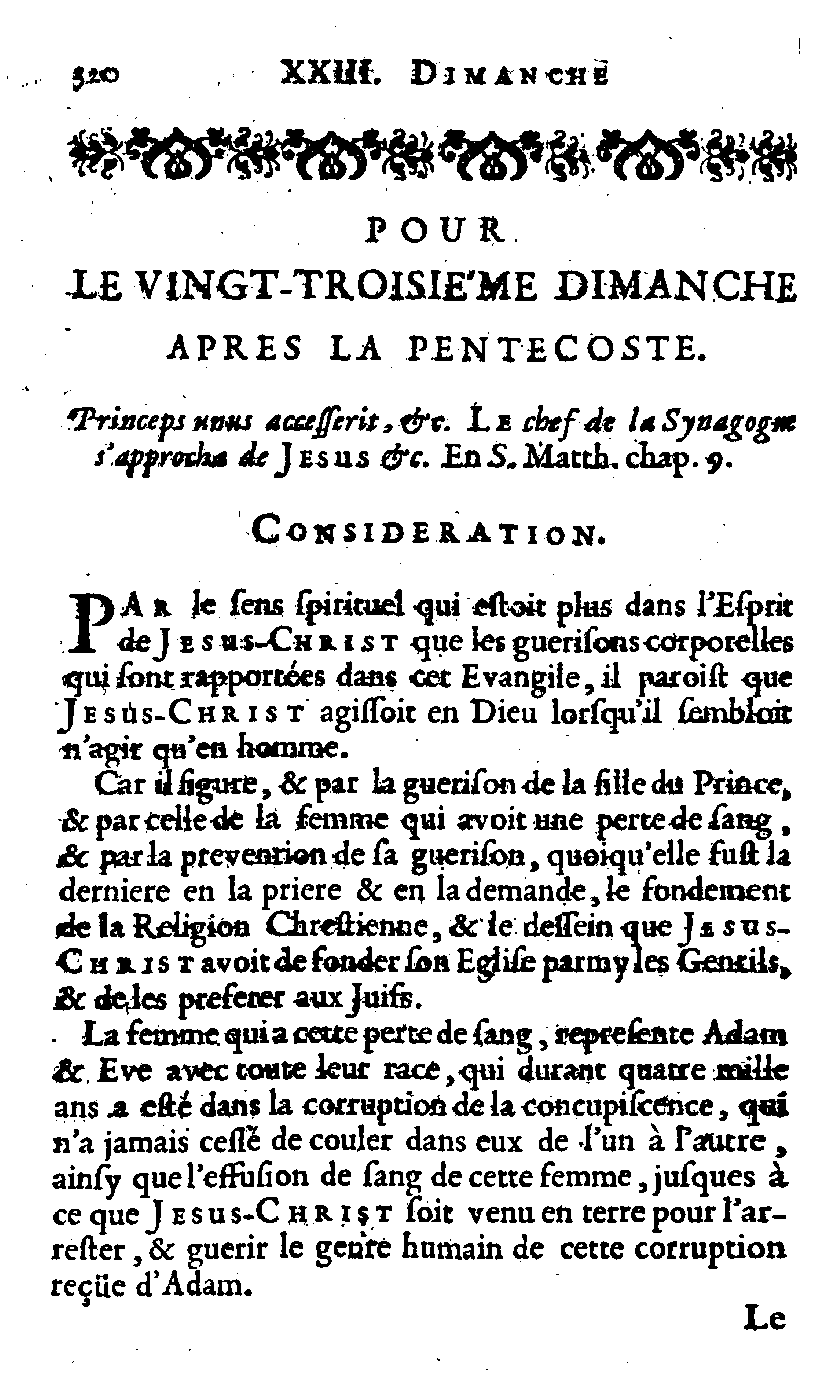 320 XXIII. DIMANCHE
POUR
LE VINGT-TROISIE'ME DIMANCHE
APRES LA PENTECOSTE.
Princeps unus accesserit, &c. LE chef de la Synagogue
s'approcha de JESUS &c. En S. Matth. chap. 9.
CONSIDERATION.
PAR le sens spirituel qui estoit plus dans l'Esprit
de JESUS-CHRIST que les guerisons corporelles
qui sont rapportées dans cet Evangile, il paroist que
JESUS-CHRIST agissoit en Dieu lorsqu'il sembloit
n'agir qu'en homme.
Car il figure, & par la guerison de la fille du Prince,
& par celle de la femme qui avoit une perte de sang,
& par la prevention de sa guerison, quoiqu'elle fust la
derniere en la priere & en la demande, le fondement
de la Religion Chrestienne, & le dessein que JESUS-
CHRIST avoit de fonder son Eglise parmy les Gentils,
& de les preferer aux Juifs.
La femme qui a cette perte de sang, represente Adam
& Eve avec toute leur race, qui durant quatre mille
ans a esté dans la corruption de la concupiscence, qui
n'a jamais cessé de couler dans eux de l'un à l'autre,
ainsy que l'effusion de sang de cette femme, jusques à
ce que JESUS-CHRIST soit venu en terre pour l'ar-
rester, & guerir le genre humain de cette corruption
reçüe d'Adam.
Le